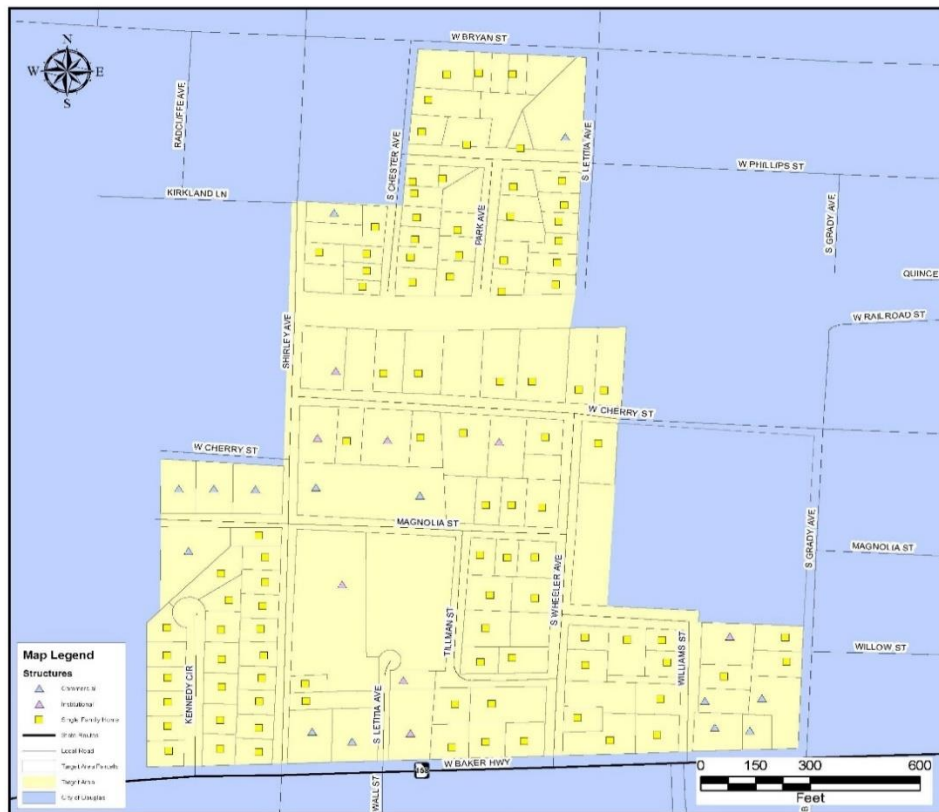 W BRYAN ST
N
W E
S
RADCLIFFE AVE
S CHESTER AVE
S LETITIA AVE
W PHILLIPS ST
KIRKLAND LN
PARK AVE
S GRADY AVE
QUINCE
W RAILROAD ST
SHIRLEY AVE
W CHERRY ST
W CHERRY ST
MAGNOLIA ST
S GRADY AVE
MAGNOLIA ST
S WHEELER AVE
TILLMAN ST
WILLIAMS ST
WILLOW ST
KENNEDY CIR
S LETITIA AVE
Map Legend
Structures
Commercial
Institutional
Single Family Home
State Routes
Local Road
Target Area Parcels
Target Area
City of Douglas
W BAKER HWY
158
WALL ST
0 150 300 600
Feet